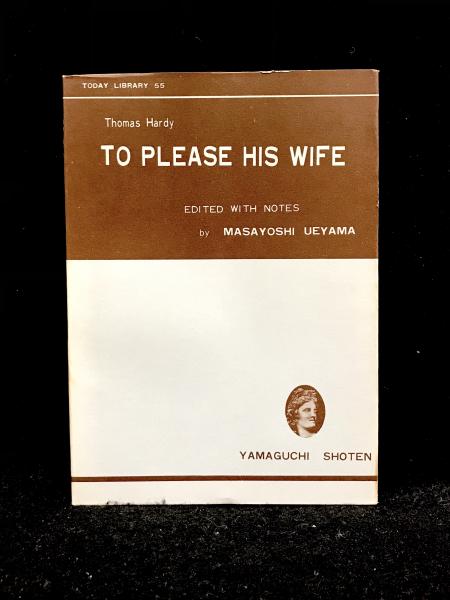 TODAY LIBRARY 55
Thomas Hardy
TO PLEASE HIS WIFE
EDITED WITH NOTES
by MASAYOSHI UEYAMA
YAMAGUCHI SHOTEN